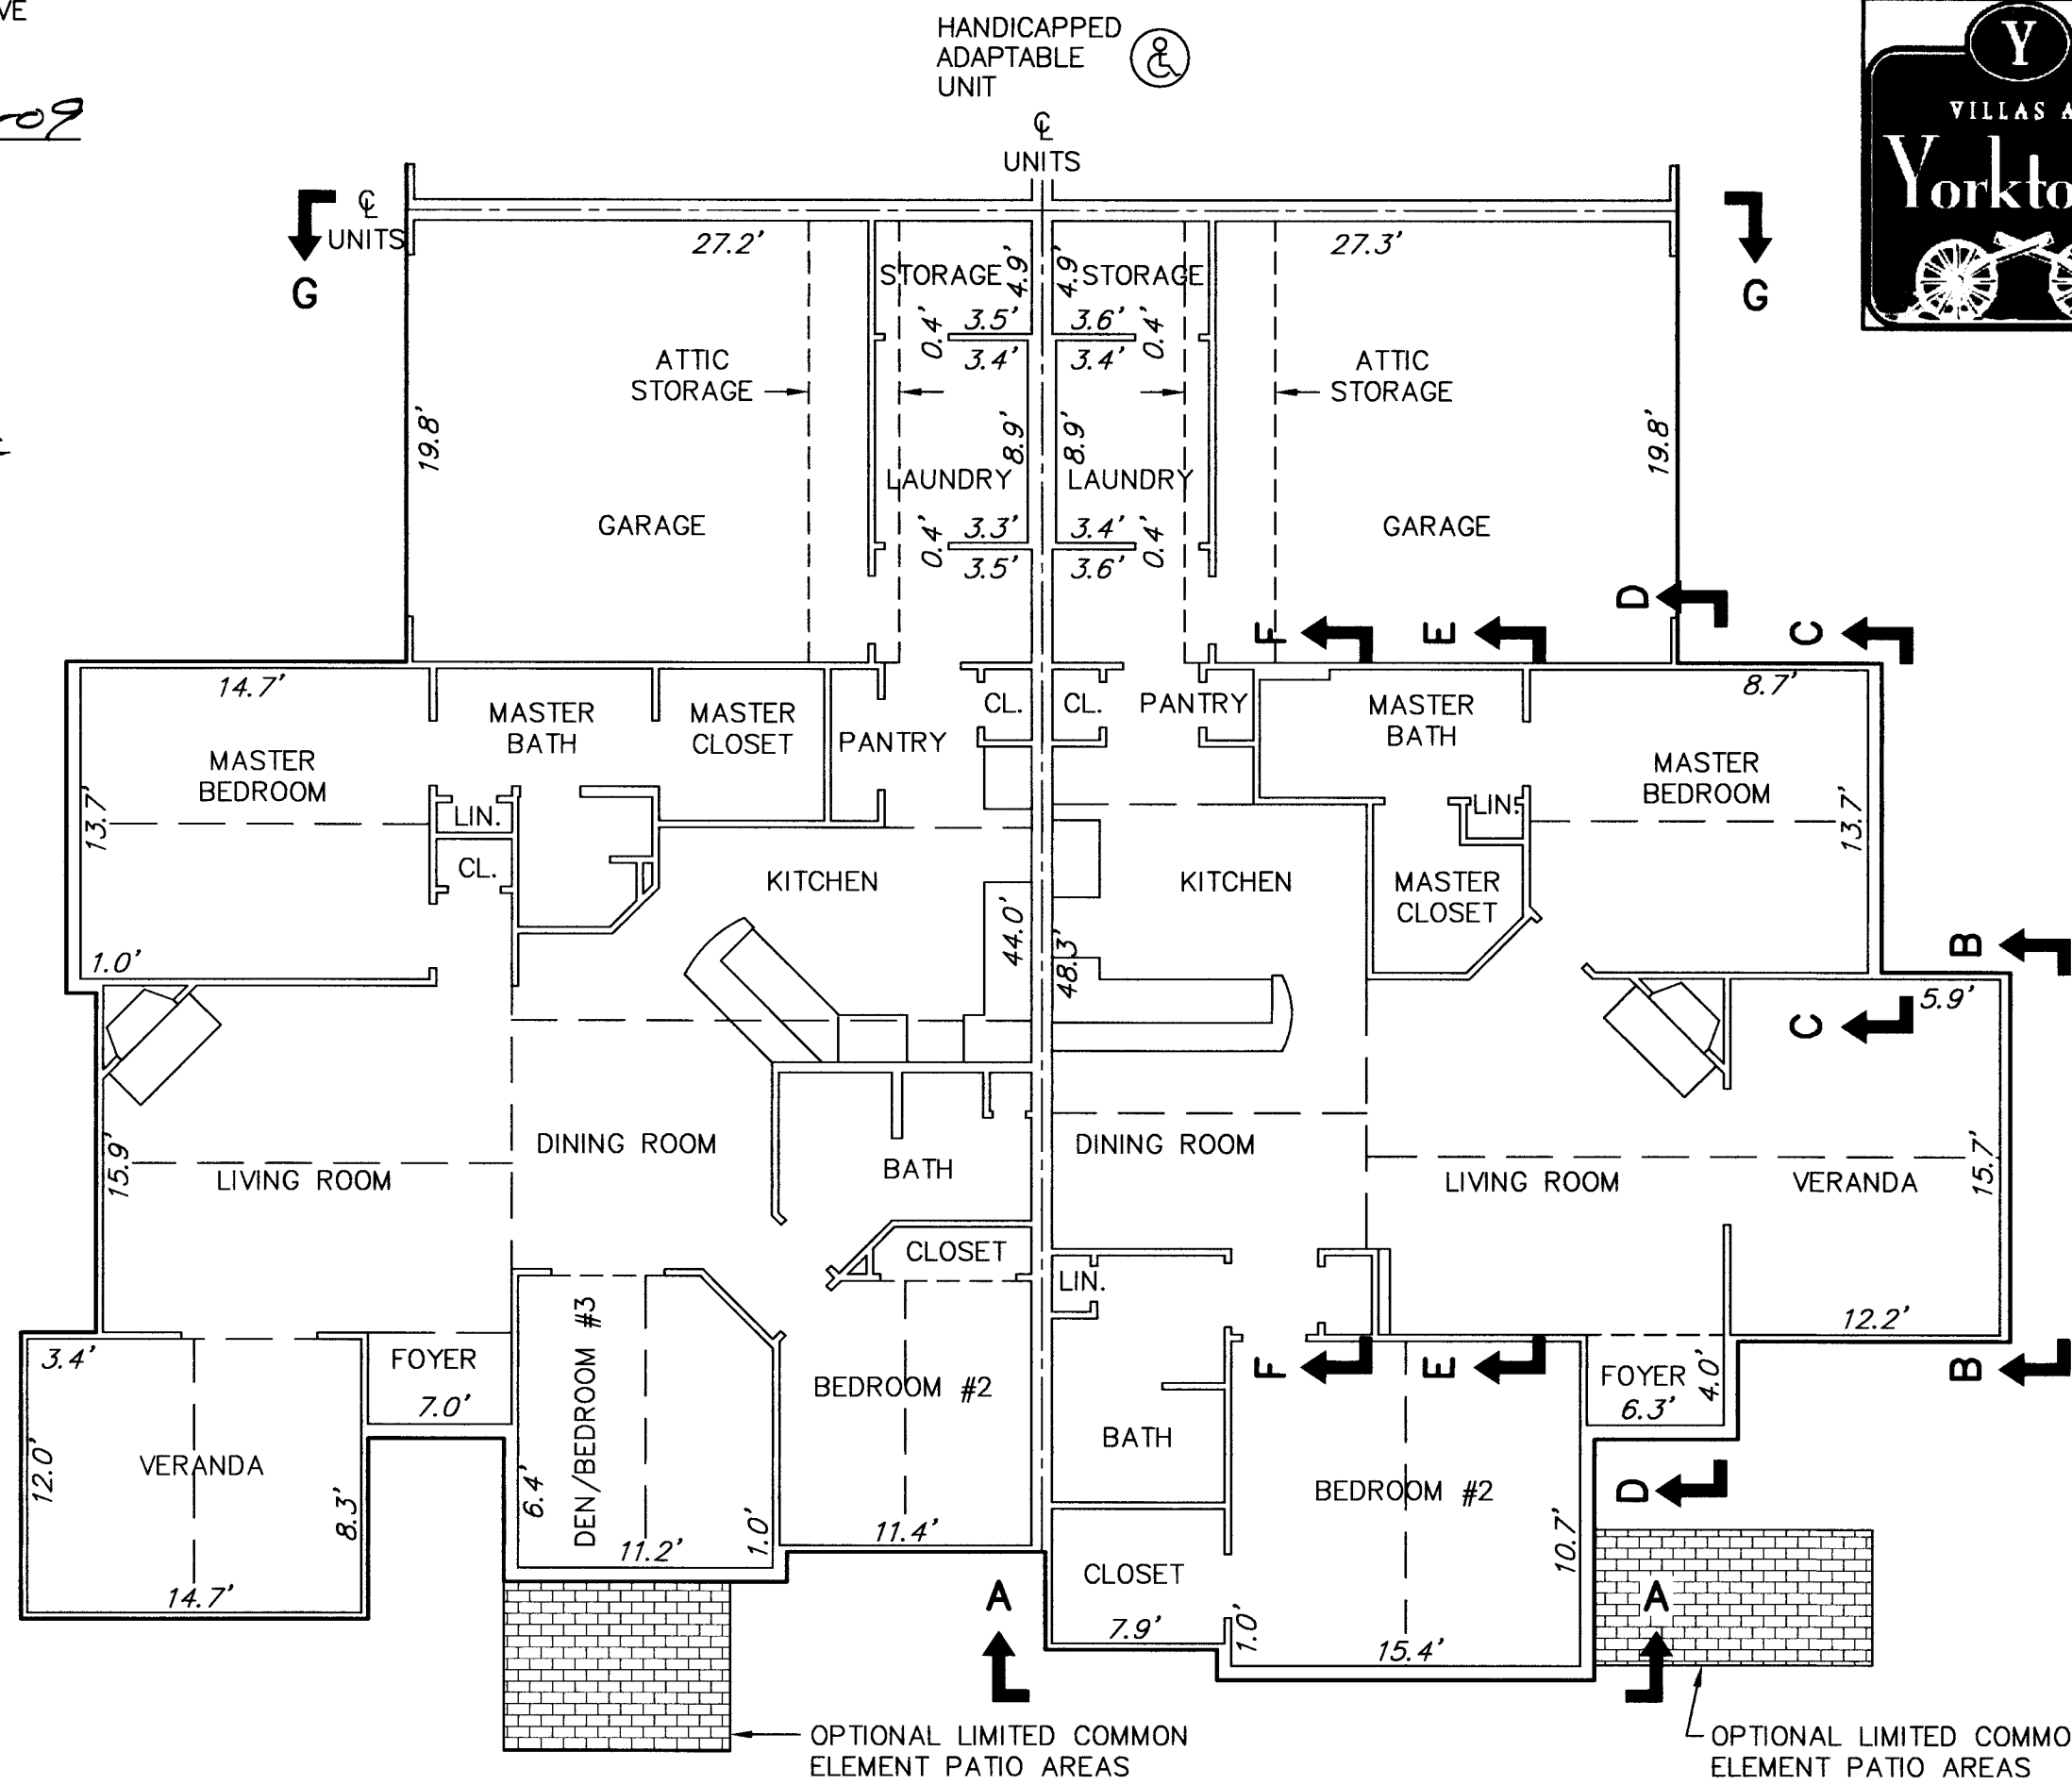 VE
HANDICAPPED
ADAPTABLE
UNIT
-09
℄
UNITS
Y
VILLAS A
Yorkto
℄
UNITS
G
G
27.2'
27.3'
STORAGE
4.9'
4.9'
STORAGE
0.4'
3.5'
3.6'
0.4'
3.4'
3.4'
ATTIC
STORAGE
ATTIC
STORAGE
19.8'
8.9'
8.9'
19.8'
LAUNDRY
LAUNDRY
GARAGE
GARAGE
0.4'
3.3'
3.4'
0.4'
3.5'
3.6'
F
E
D
C
14.7'
8.7'
MASTER
BATH
MASTER
CLOSET
PANTRY
CL.
CL.
PANTRY
MASTER
BATH
MASTER
BEDROOM
MASTER
BEDROOM
13.7'
LIN.
LIN.
13.7'
CL.
KITCHEN
KITCHEN
MASTER
CLOSET
44.0'
48.3'
1.0'
B
5.9'
C
15.9'
LIVING ROOM
DINING ROOM
BATH
DINING ROOM
LIVING ROOM
VERANDA
15.7'
CLOSET
LIN.
12.2'
3.4'
FOYER
7.0'
DEN/BEDROOM #3
BEDROOM #2
F
E
FOYER
6.3'
4.0'
B
12.0'
VERANDA
8.3'
6.4'
BATH
BEDROOM #2
D
11.2'
1.0'
11.4'
10.7'
14.7'
CLOSET
A
A
7.9'
1.0'
15.4'
OPTIONAL LIMITED COMMON
ELEMENT PATIO AREAS
OPTIONAL LIMITED COMMO
ELEMENT PATIO AREAS